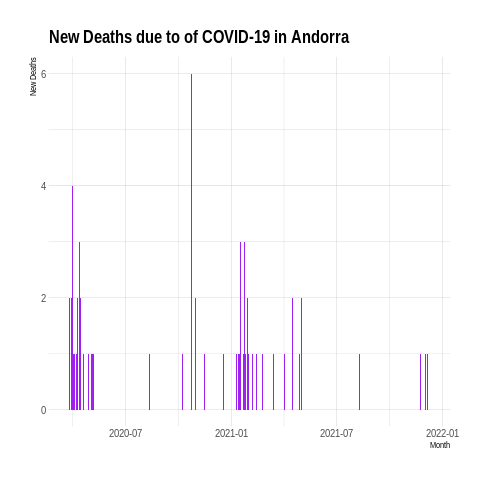 New Deaths due to of COVID-19 in Andorra
New Deaths
6
4
2
0
2020-07
2021-01
2021-07
2022-01
Month